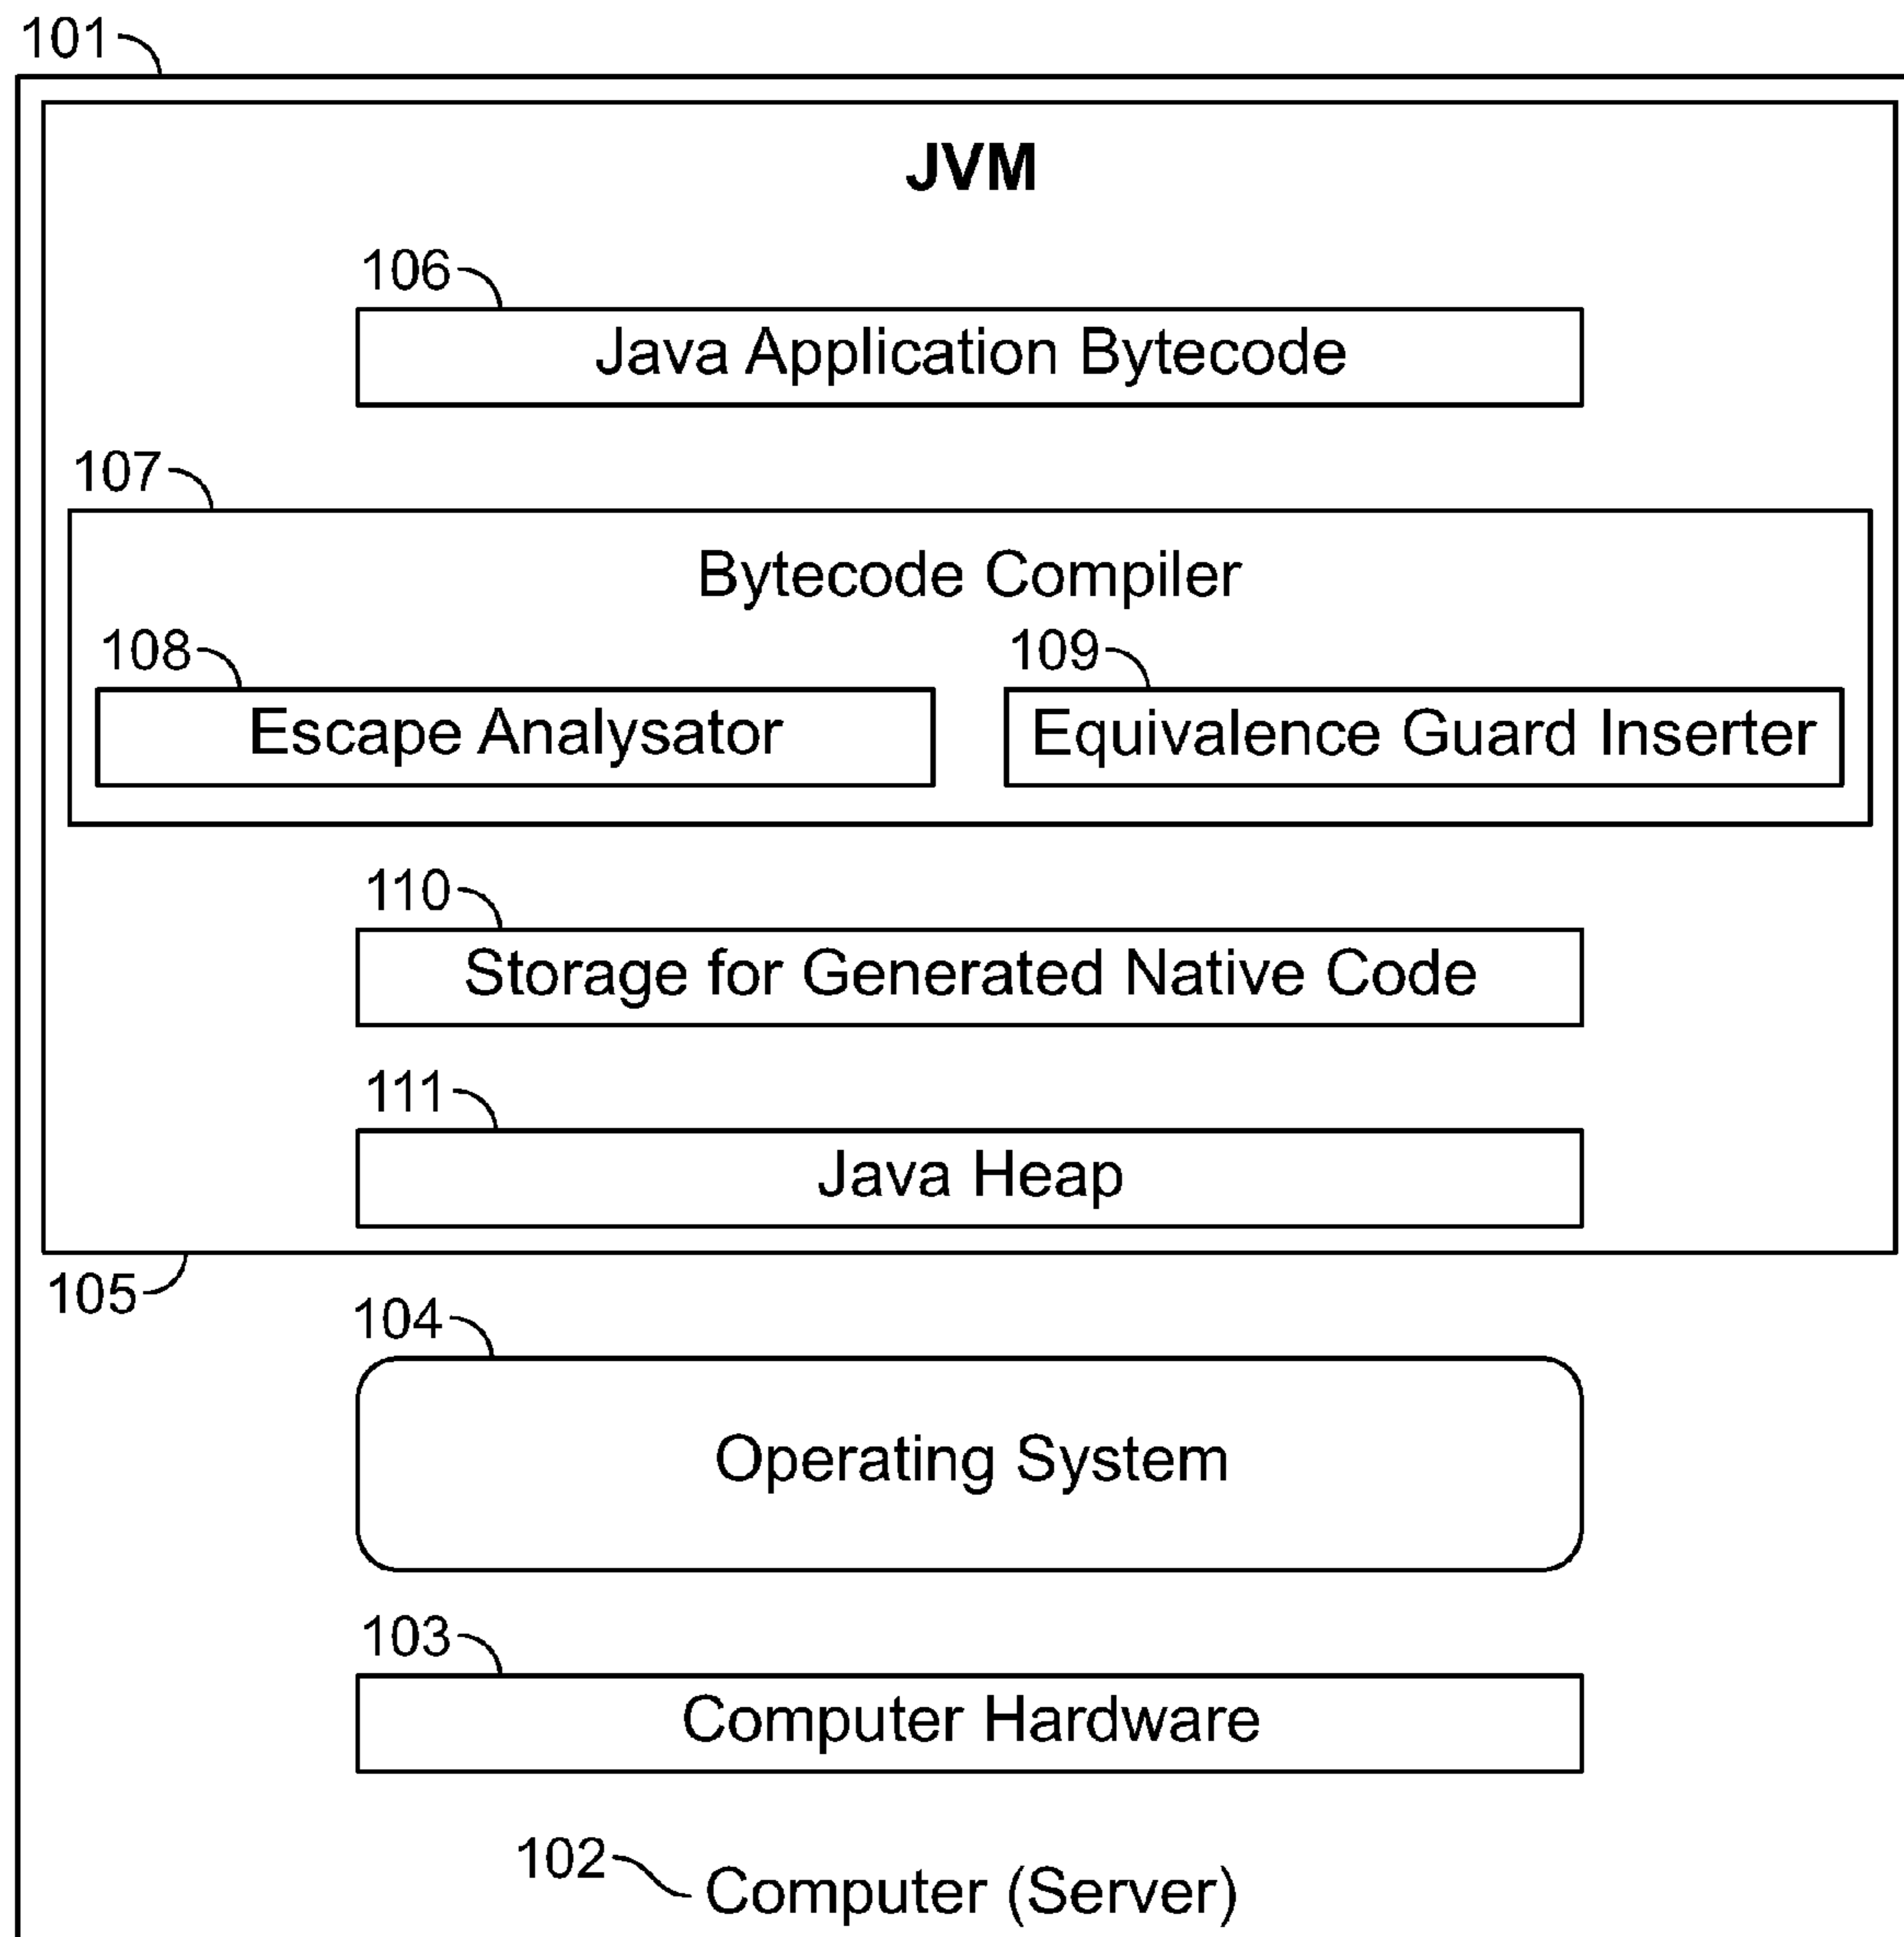 101
JVM
106
Java Application Bytecode
107
Bytecode Compiler
108
109
Escape Analysator
Equivalence Guard Inserter
110
Storage for Generated Native Code
111
Java Heap
105
104
Operating System
103
Computer Hardware
102
Computer (Server)